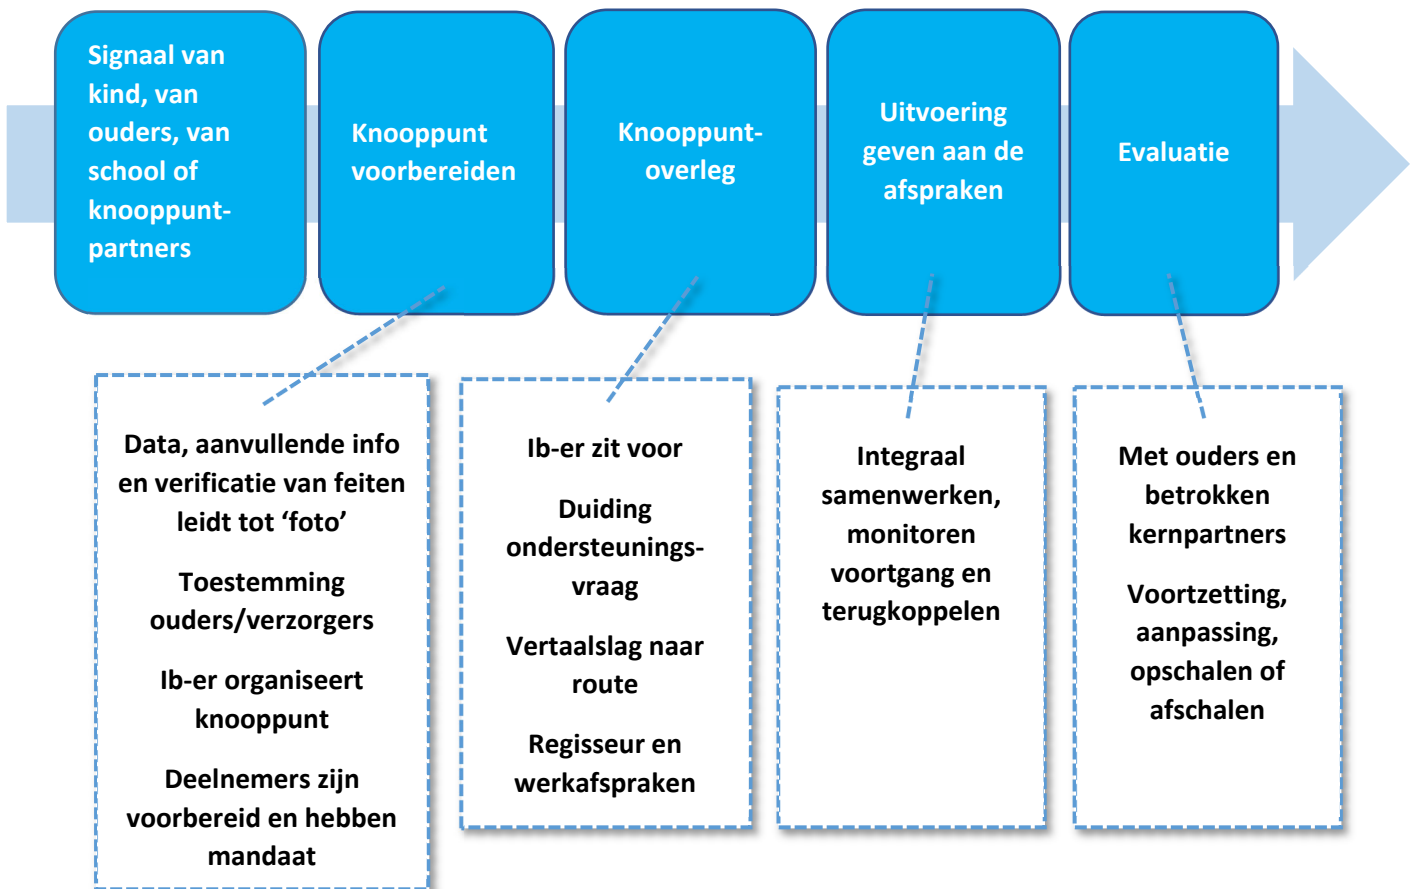 Signaal van
kind, van
ouders, van
school of
knooppunt-
partners
Knooppunt
voorbereiden
Knooppunt-
overleg
Uitvoering
geven aan de
afspraken
Evaluatie
Data, aanvullende info
en verificatie van feiten
leidt tot ‘foto’
Toestemming
ouders/verzorgers
Ib-er organiseert
knooppunt
Deelnemers zijn
voorbereid en hebben
mandaat
Ib-er zit voor
Duiding
ondersteunings-
vraag
Vertaalslag naar
route
Regisseur en
werkafspraken
Integraal
samenwerken,
monitoren
voortgang en
terugkoppelen
Met ouders en
betrokken
kernpartners
Voortzetting,
aanpassing,
opschalen of
afschalen